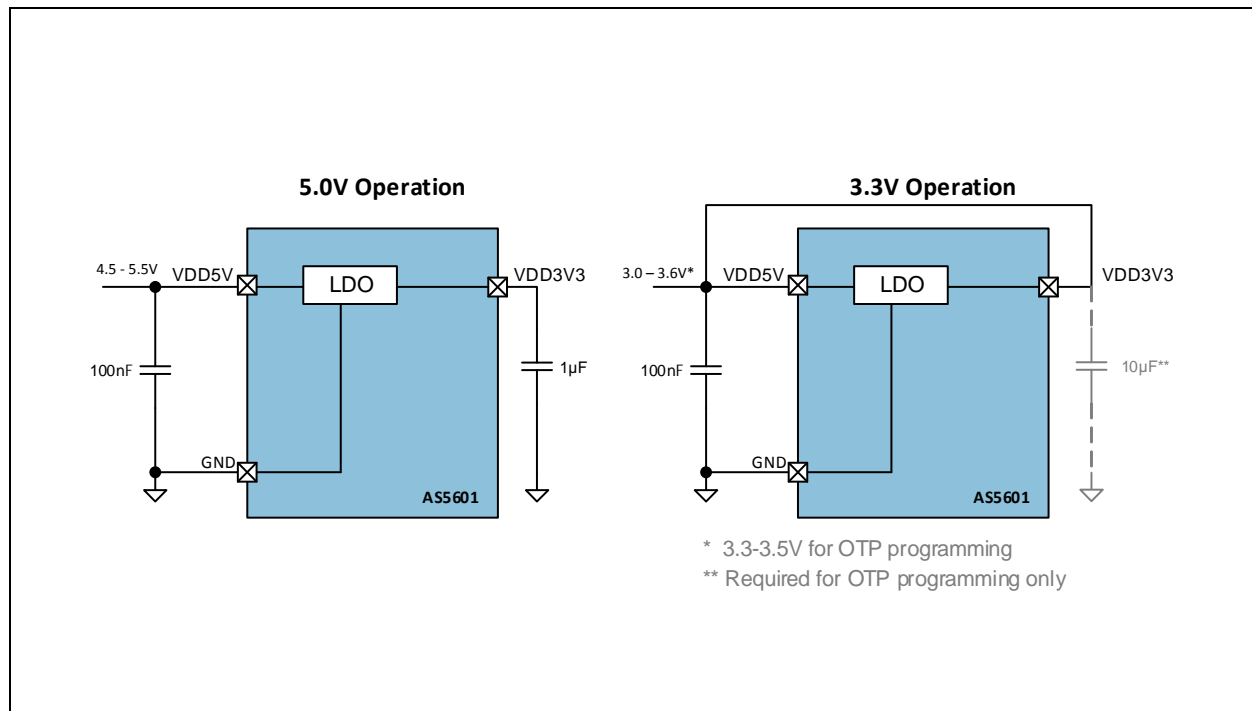 5.0V Operation
4.5 - 5.5V
VDD5V
LDO
VDD3V3
100nF
1µF
GND
AS5601
3.3V Operation
3.0 – 3.6V*
VDD5V
LDO
VDD3V3
100nF
10µF**
GND
AS5601
* 3.3-3.5V for OTP programming
** Required for OTP programming only